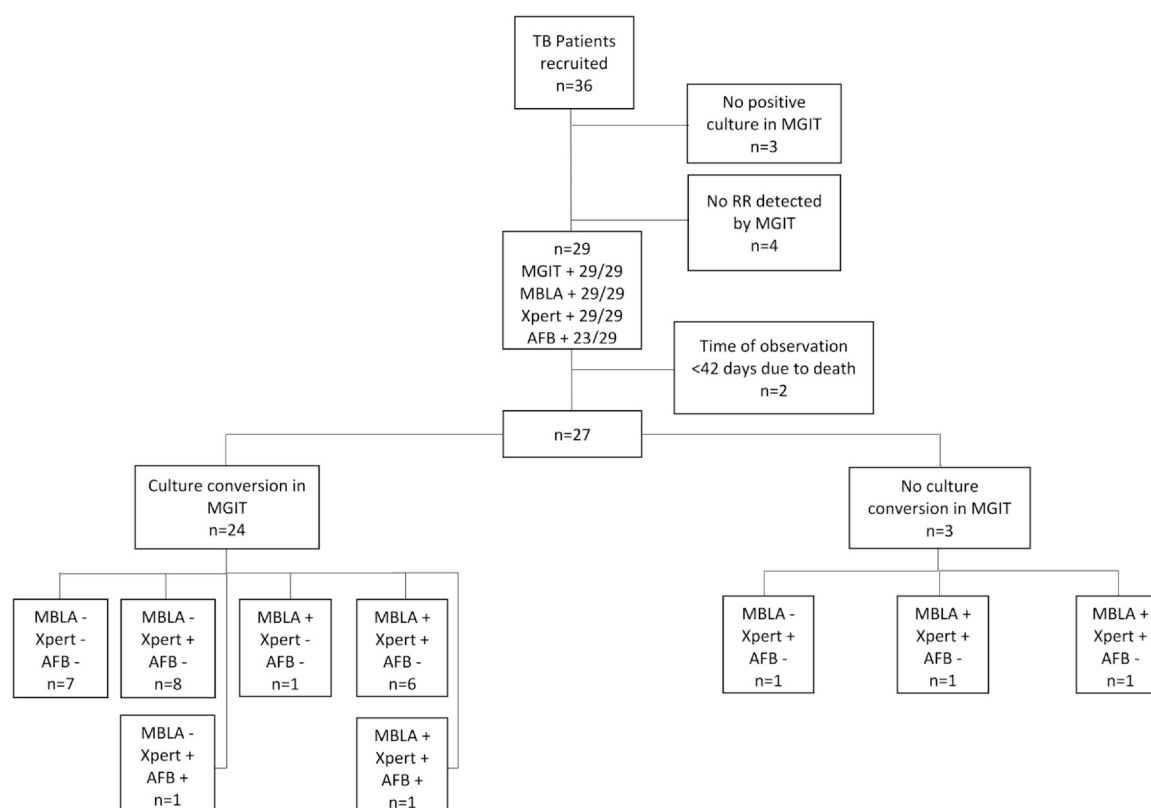 TB Patients
recruited
n=36
No positive
culture in MGIT
n=3
No RR detected
by MGIT
n=4
n=29
MGIT + 29/29
MBLA + 29/29
Xpert + 29/29
AFB + 23/29
Time of observation
<42 days due to death
n=2
n=27
Culture conversion in
MGIT
n=24
No culture
conversion in MGIT
n=3
MBLA -
Xpert -
AFB -
n=7
MBLA -
Xpert +
AFB -
n=8
MBLA +
Xpert -
AFB -
n=1
MBLA +
Xpert +
AFB -
n=6
MBLA -
Xpert +
AFB -
n=1
MBLA +
Xpert +
AFB -
n=1
MBLA +
Xpert +
AFB -
n=1
MBLA -
Xpert +
AFB +
n=1
MBLA +
Xpert +
AFB +
n=1